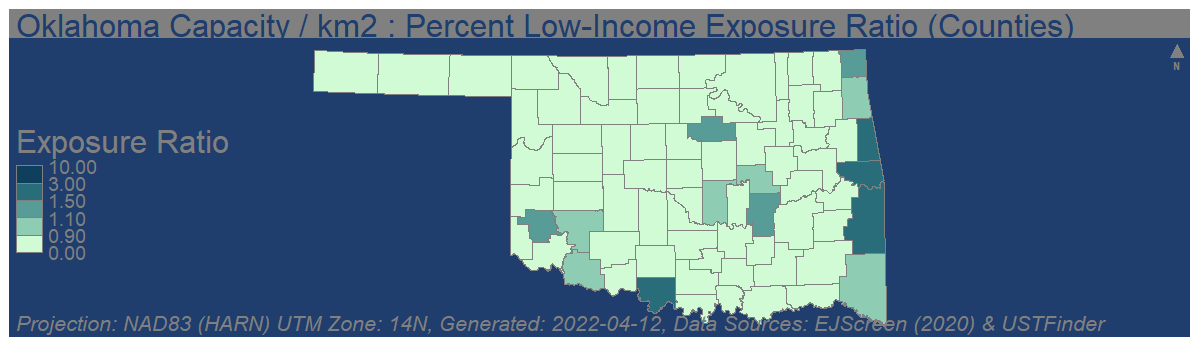 Oklahoma Capacity / km2 : Percent Low-Income Exposure Ratio (Counties)
N
Exposure Ratio
10.00
3.00
1.50
1.10
0.90
0.00
Projection: NAD83 (HARN) UTM Zone: 14N, Generated: 2022-04-12, Data Sources: EJScreen (2020) & USTFinder